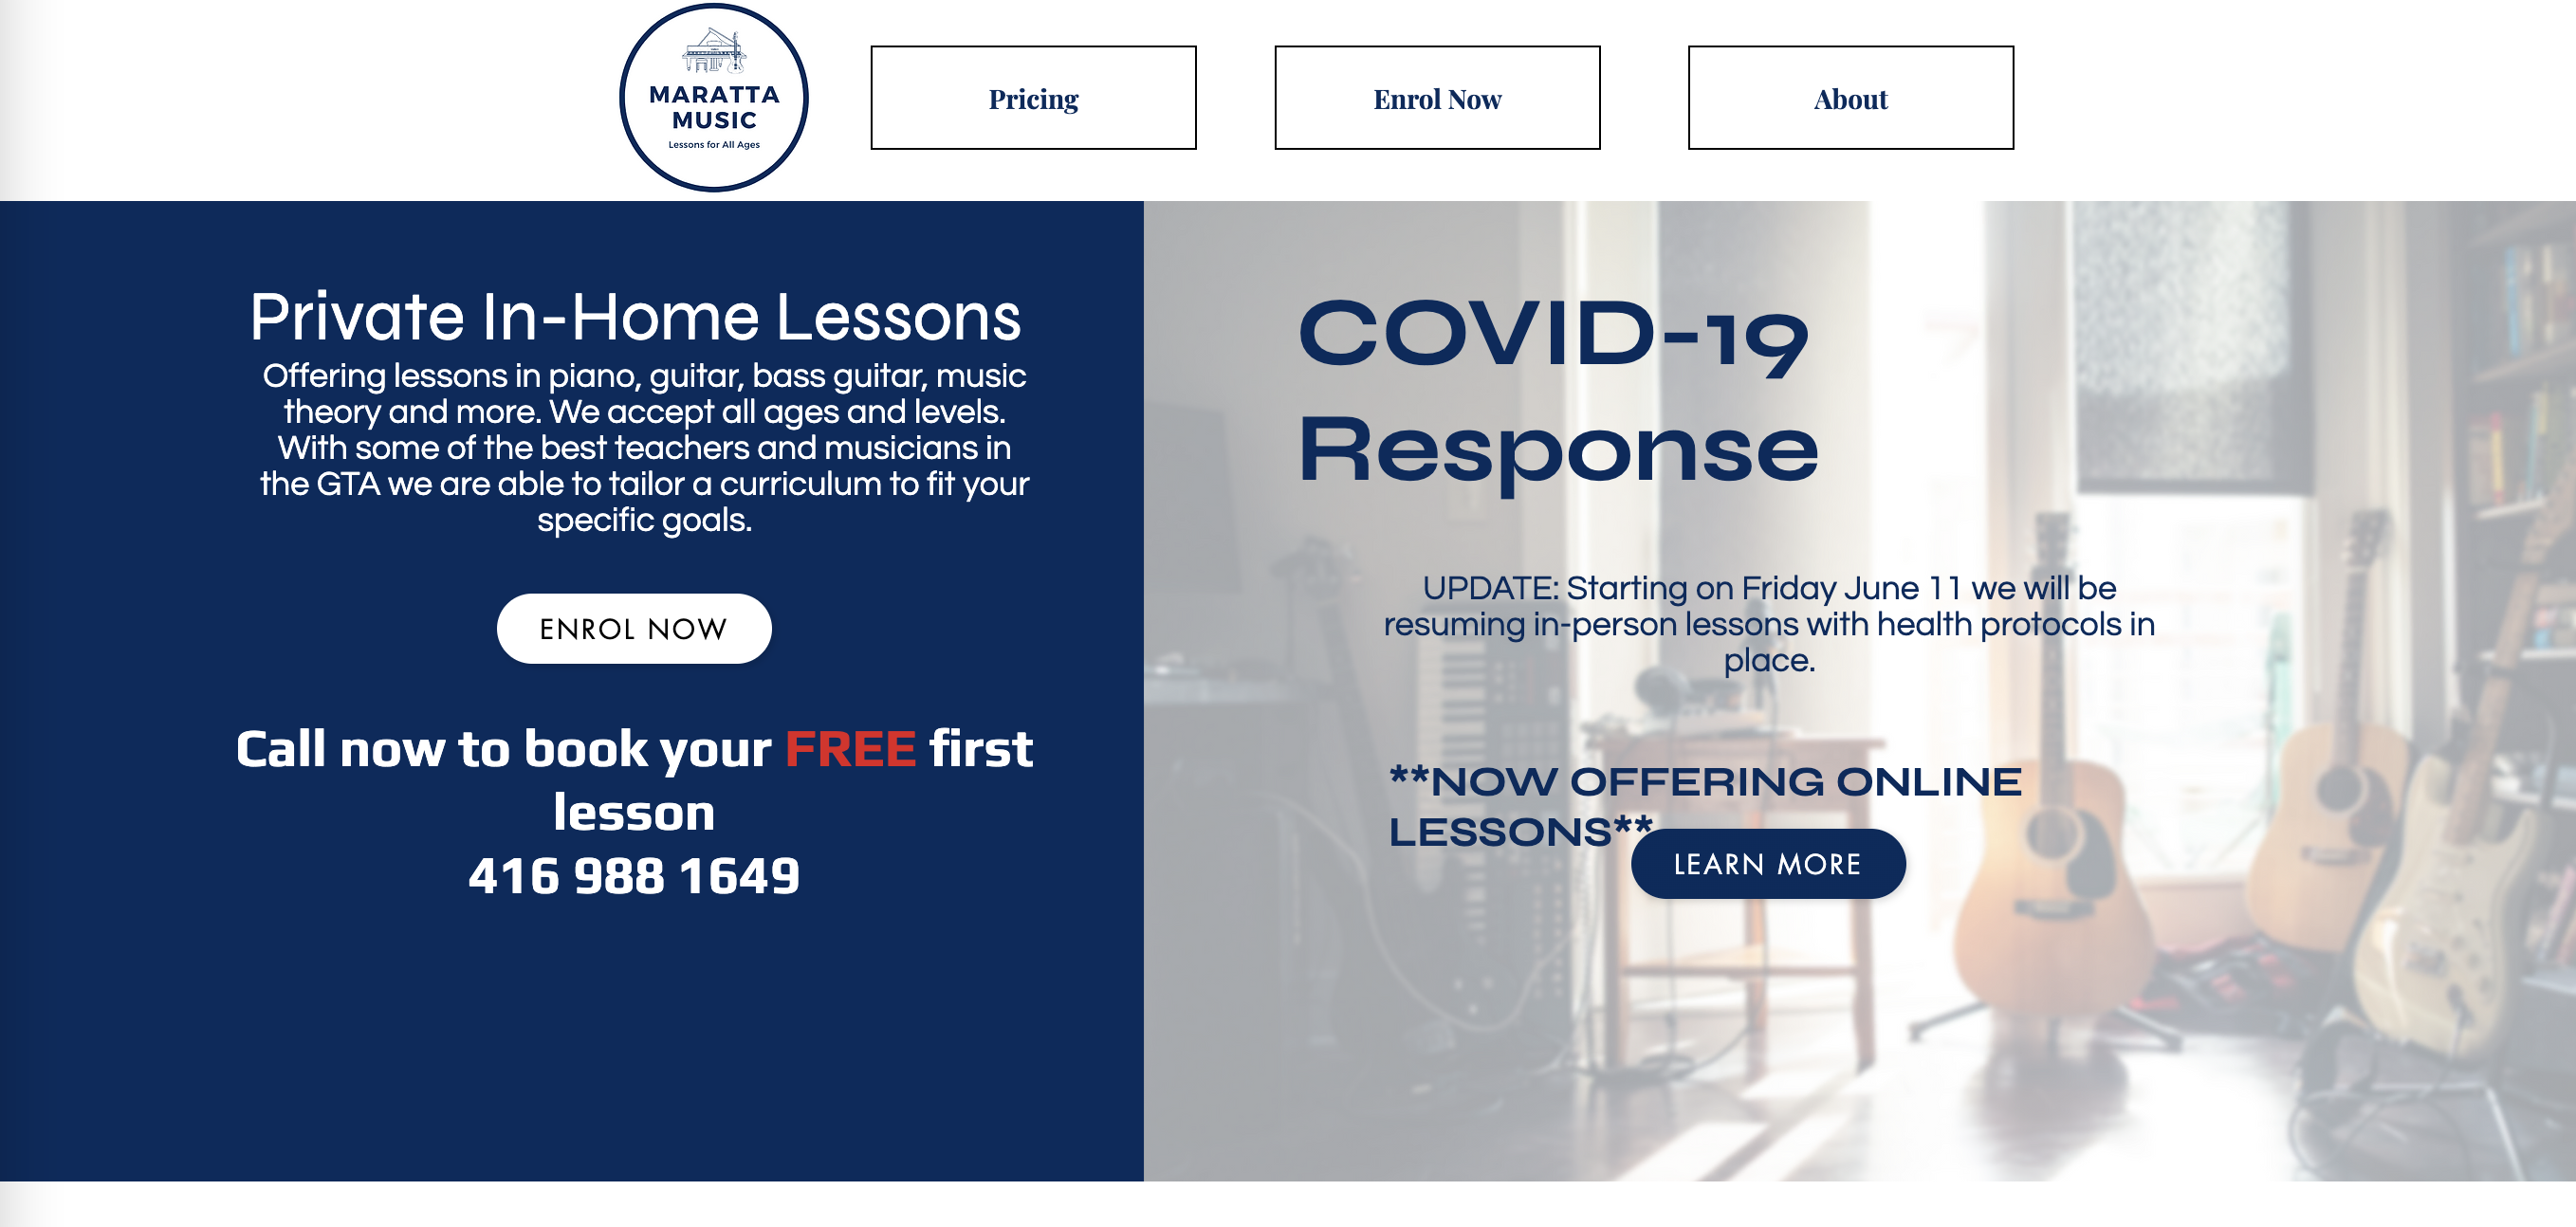 MARATTA
MUSIC
Lessons for All Ages
Pricing
Enrol Now
About
Private In-Home Lessons
Offering lessons in piano, guitar, bass guitar, music
theory and more. We accept all ages and levels.
With some of the best teachers and musicians in
the GTA we are able to tailor a curriculum to fit your
specific goals.
ENROL NOW
Call now to book your FREE first
lesson
416 988 1649
COVID-19
Response
UPDATE: Starting on Friday June 11 we will be
resuming in-person lessons with health protocols in
place.
**NOW OFFERING ONLINE
LESSONS**
LEARN MORE